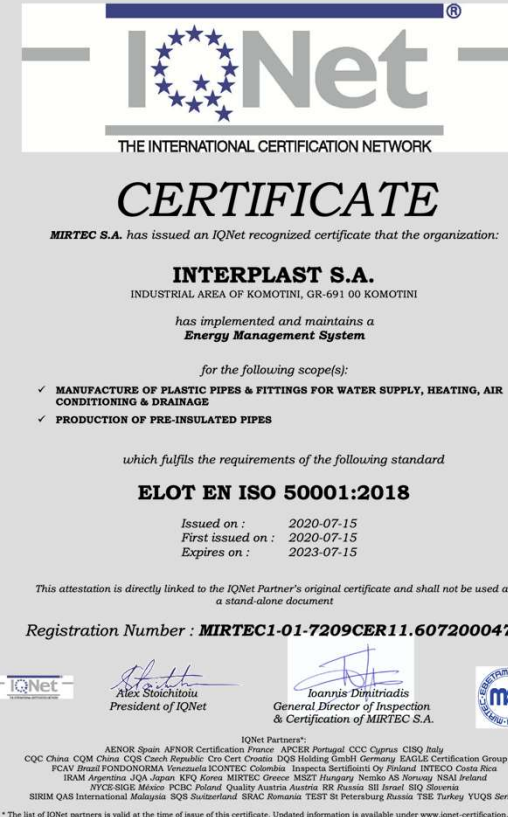 IQNet ®
THE INTERNATIONAL CERTIFICATION NETWORK
CERTIFICATE
MIRTEC S.A. has issued an IQNet recognized certificate that the organization:
INTERPLAST S.A.
INDUSTRIAL AREA OF KOMOTINI, GR-691 00 KOMOTINI
has implemented and maintains a
Energy Management System
for the following scope(s):
✓ MANUFACTURE OF PLASTIC PIPES & FITTINGS FOR WATER SUPPLY, HEATING, AIR
CONDITIONING & DRAINAGE
✓ PRODUCTION OF PRE-INSULATED PIPES
which fulfils the requirements of the following standard
ELOT EN ISO 50001:2018
Issued on : 2020-07-15
First issued on : 2020-07-15
Expires on : 2023-07-15
This attestation is directly linked to the IQNet Partner's original certificate and shall not be used a
a stand-alone document
Registration Number : MIRTEC1-01-7209CER11.607200047
IQNet
Alex Stoichitoiu
President of IQNet
Ioannis Dimitriadis
General Director of Inspection
& Certification of MIRTEC S.A.
IQNet Partners*:
AENOR Spain AFNOR Certification France APCER Portugal CCC Cyprus CISQ Italy
CQC China CQM China CQS Czech Republic Cro Cert Croatia DQS Holding GmbH Germany EAGLE Certification Group
FCAV Brazil FONDONORMA Venezuela ICONTEC Colombia Inspecta Sertifiointi Oy Finland INTECO Costa Rica
IRAM Argentina JQA Japan KFQ Korea MIRTEC Greece MSZT Hungary Nemko AS Norway NSAI Ireland
NYCE-SIGE México PCBC Poland Quality Austria Austria RR Russia SII Israel SIQ Slovenia
SIRIM QAS International Malaysia SQS Switzerland SRAC Romania TEST St Petersburg Russia TSE Turkey YUQS Ser
* The list of IQNet partners is valid at the time of issue of this certificate. Updated information is available under www.iqnet-certification.